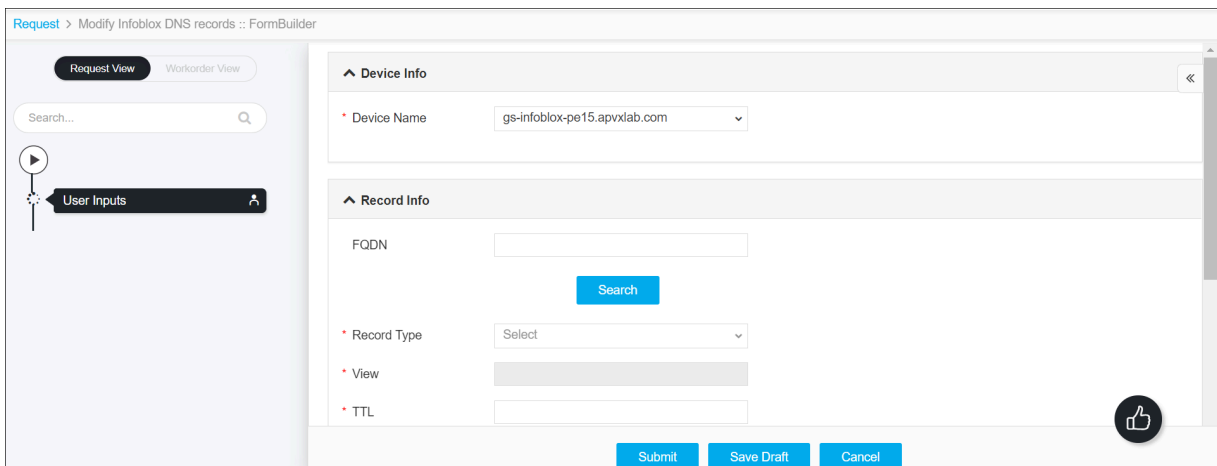 Request > Modify Infoblox DNS records :: FormBuilder
Request View Workorder View
Search...
User Inputs
Device Info
* Device Name gs-infoblox-pe15.apvxlab.com
Record Info
FQDN
Search
* Record Type Select
* View
* TTL
Submit Save Draft Cancel